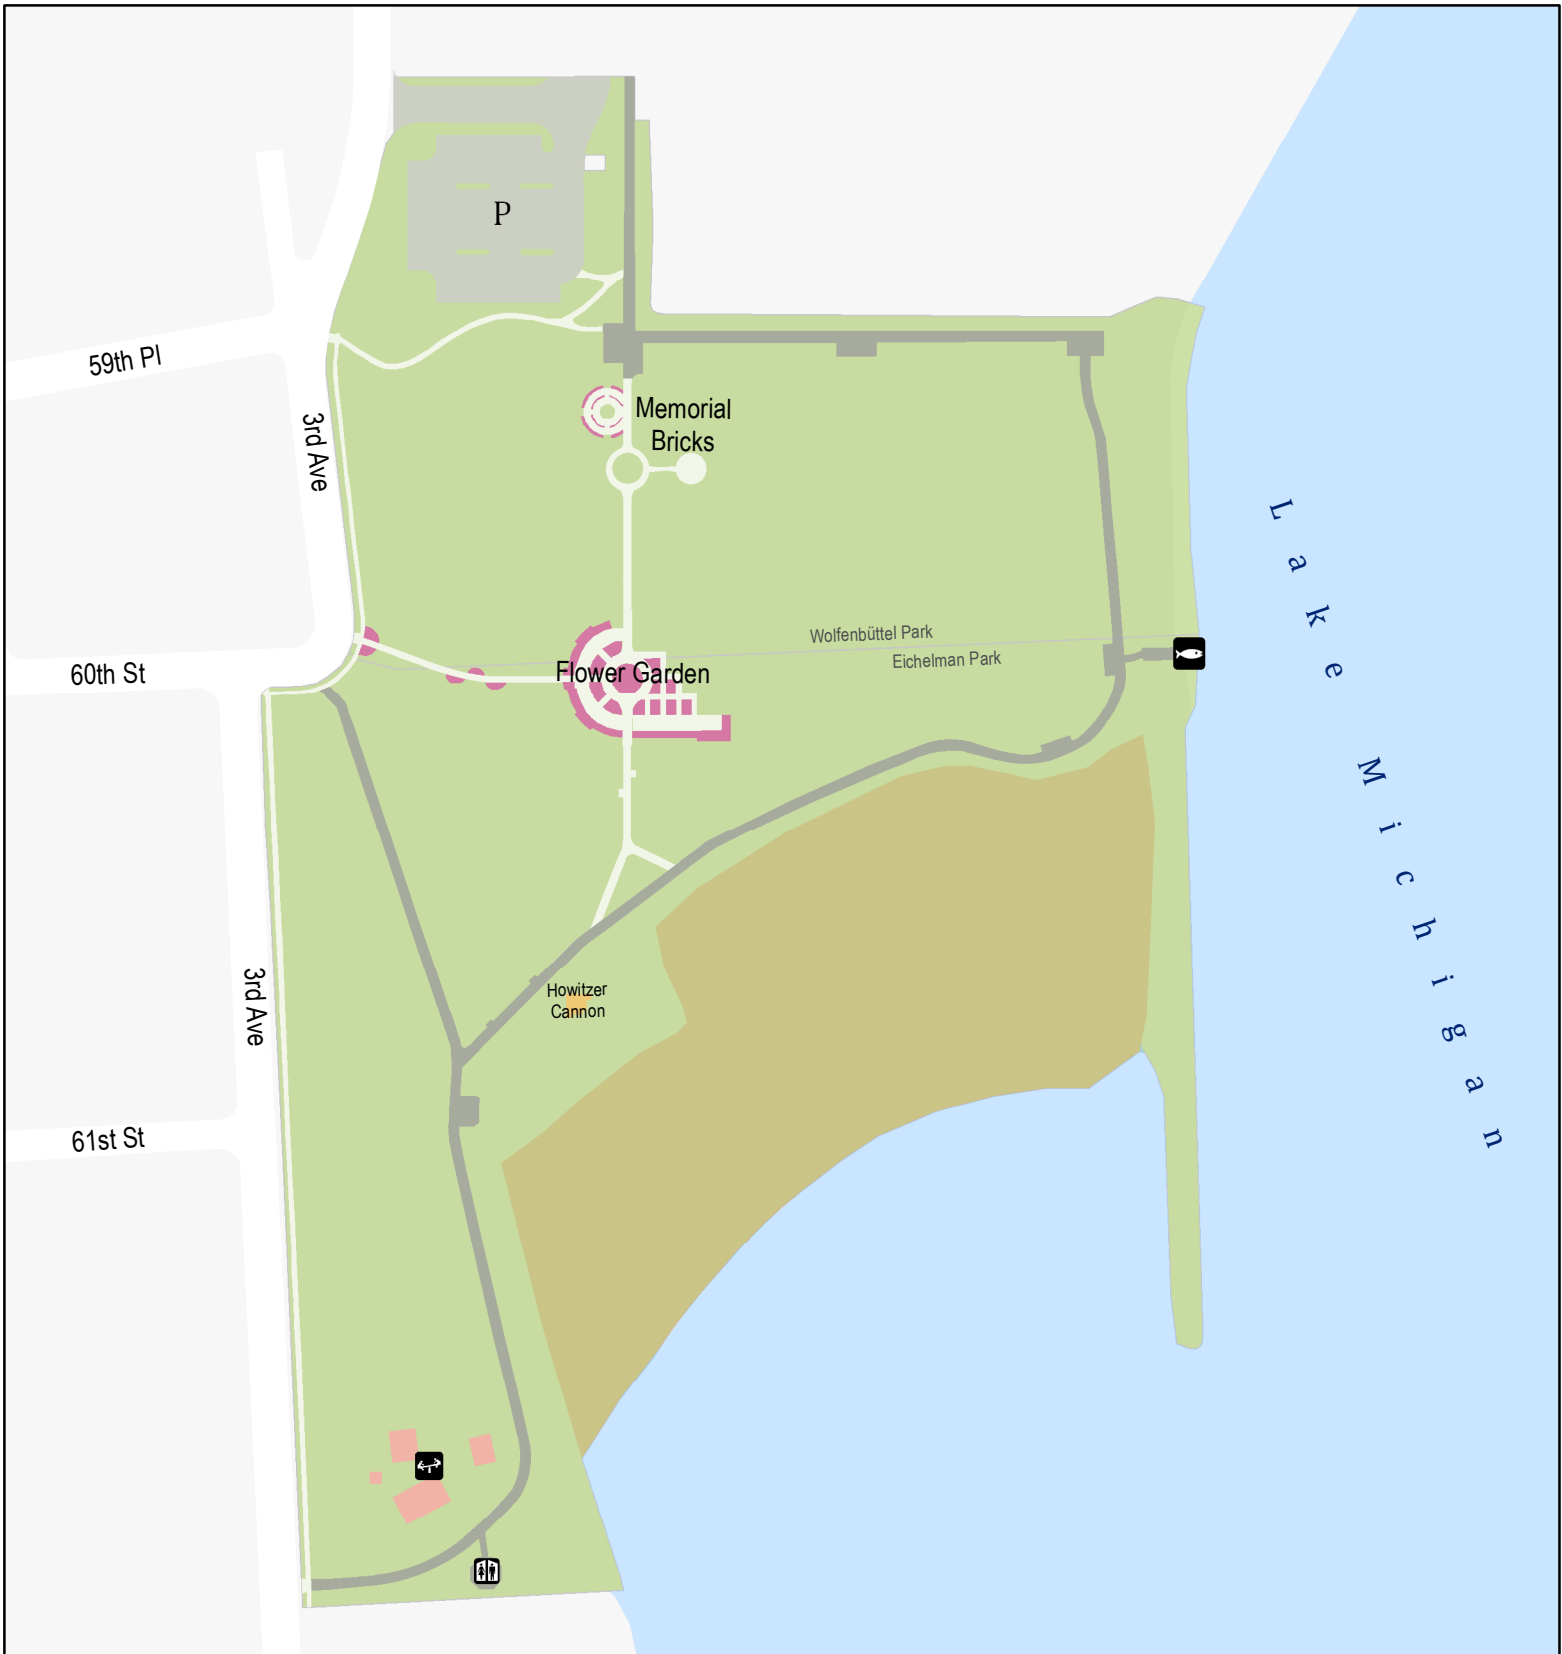 P
59th Pl
3rd Ave
Memorial
Bricks
Lake Michigan
Wolfenbüttel Park
Eichelman Park
60th St
Flower Garden
3rd Ave
Howitzer
Cannon
61st St